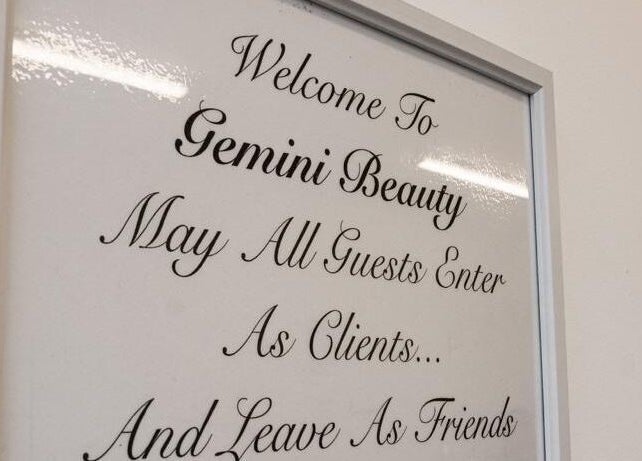 Welcome To
Gemini Beauty
May All Guests Enter
As Clients...
And Leave As Friends